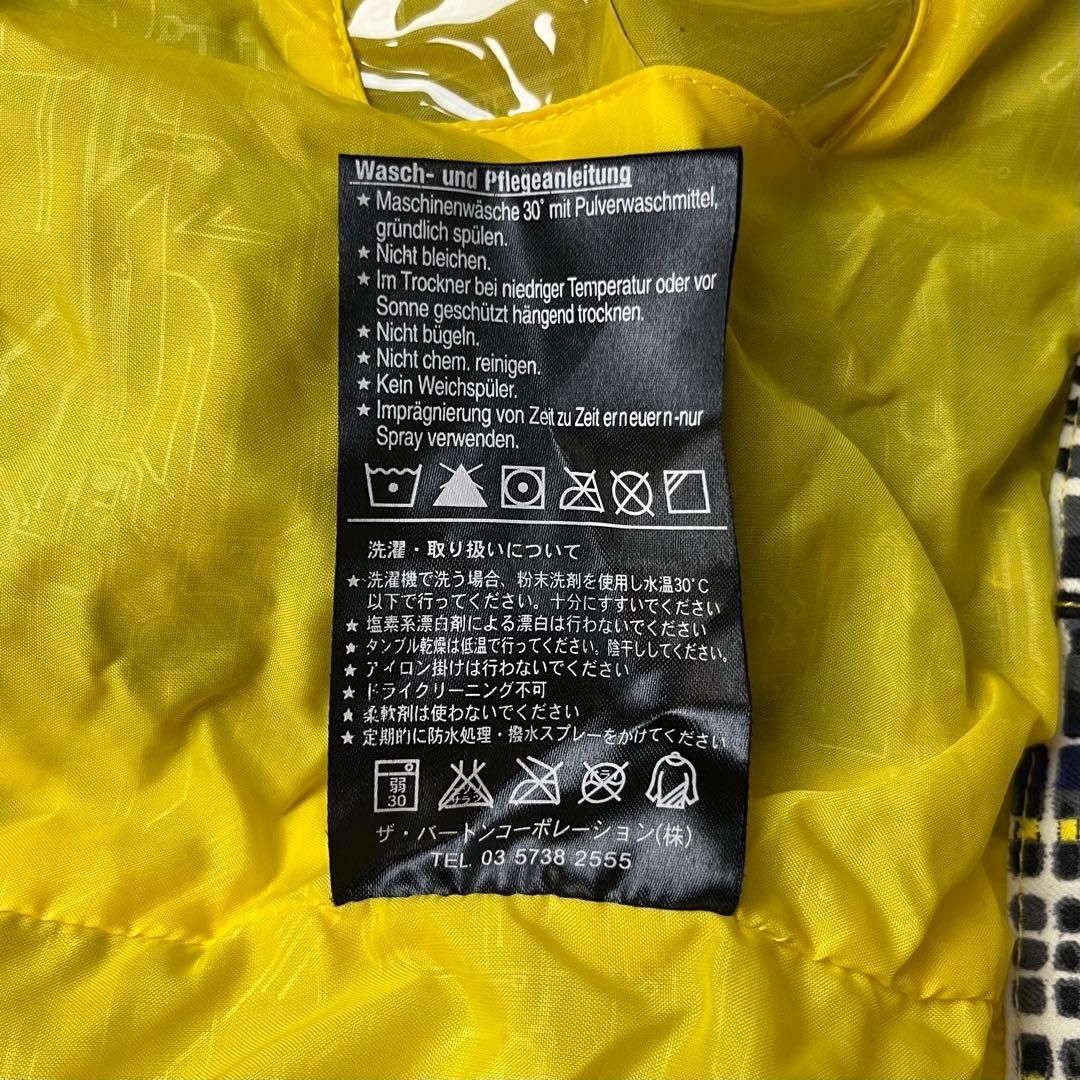 Wasch- und Pflegeanleitung
★ Maschinenwäsche 30° mit Pulverwaschmittel,
gründlich spülen.
★ Nicht bleichen.
★ Im Trockner bei niedriger Temperatur oder vor
Sonne geschützt hängend trocknen.
★ Nicht bügeln.
★ Nicht chem. reinigen.
★ Kein Weichspüler.
★ Imprägnierung von Zeit zu Zeit erneuern-nur
Spray verwenden.
洗濯・取り扱いについて
★ 洗濯機で洗う場合、粉末洗剤を使用し水温30°C
以下で行ってください。十分にすすいでください
★ 塩素系漂白剤による漂白は行わないでください
★ タンブル乾燥は低温で行ってください。陰干ししてください。
★ アイロン掛けは行わないでください
★ ドライクリーニング不可
★ 柔軟剤は使わないでください
★ 定期的に防水処理・撥水スプレーをかけてください
弱
30
エンソ
サラシ
ドライ
ザ・バートンコーポレーション(株)
TEL. 03 5738 2555